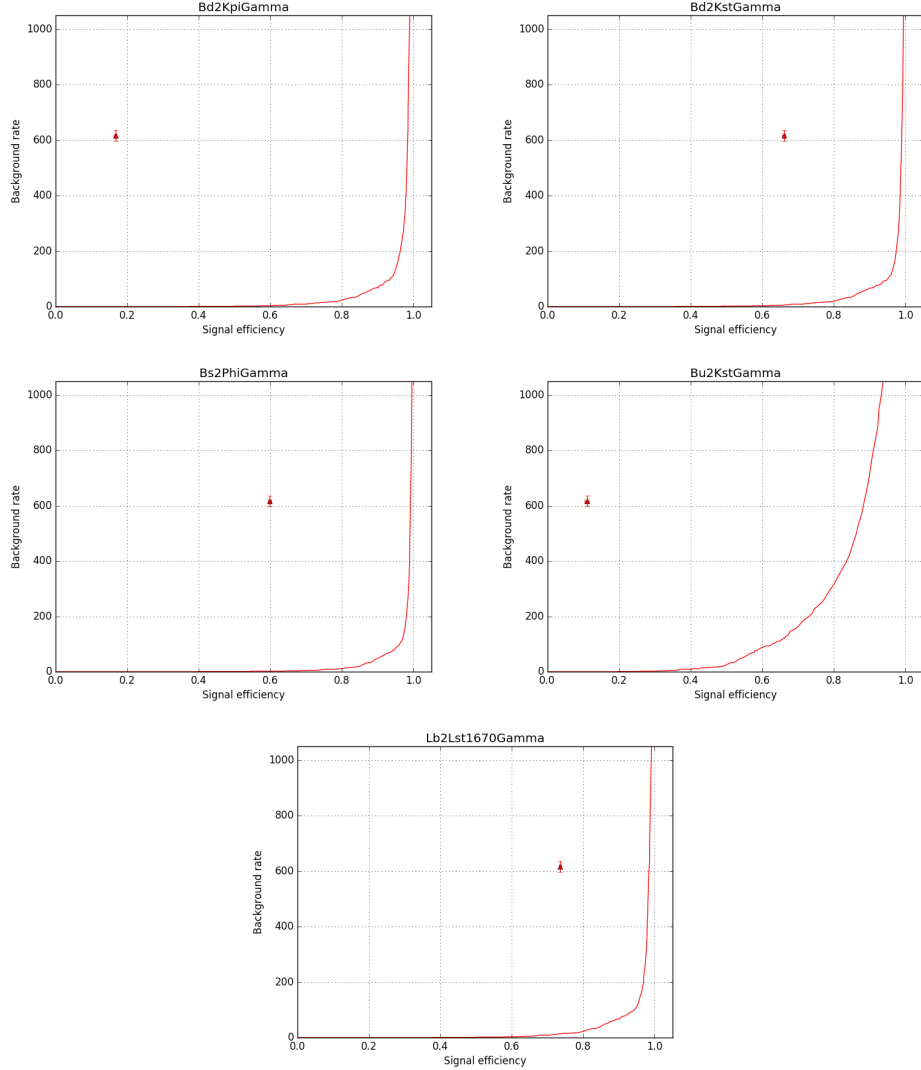 Bd2KpiGamma
Bd2KstGamma
1000
800
600
400
200
0
0.0 0.2 0.4 0.6 0.8 1.0
Background rate
Signal efficiency
1000
800
600
400
200
0
0.0 0.2 0.4 0.6 0.8 1.0
Background rate
Signal efficiency
Bs2PhiGamma
Bu2KstGamma
1000
800
600
400
200
0
0.0 0.2 0.4 0.6 0.8 1.0
Background rate
Signal efficiency
1000
800
600
400
200
0
0.0 0.2 0.4 0.6 0.8 1.0
Background rate
Signal efficiency
Lb2Lst1670Gamma
1000
800
600
400
200
0
0.0 0.2 0.4 0.6 0.8 1.0
Background rate
Signal efficiency